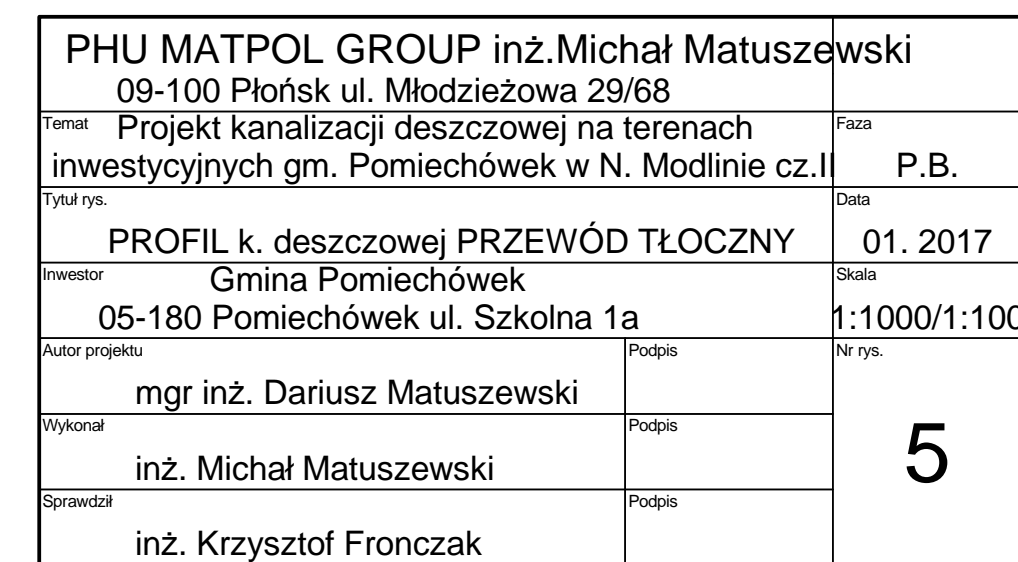 PHU MATPOL GROUP inż.Michał Matuszewski
09-100 Płońsk ul. Młodzieżowa 29/68
Temat Projekt kanalizacji deszczowej na terenach
inwestycyjnych gm. Pomiechówek w N. Modlinie cz.II
Faza
P.B.
Tytuł rys.
PROFIL k. deszczowej PRZEWÓD TŁOCZNY
Data
01. 2017
Inwestor Gmina Pomiechówek
05-180 Pomiechówek ul. Szkolna 1a
Skala
1:1000/1:100
Autor projektu
mgr inż. Dariusz Matuszewski
Podpis
Nr rys.
5
Wykonał
inż. Michał Matuszewski
Podpis
Sprawdził
inż. Krzysztof Fronczak
Podpis